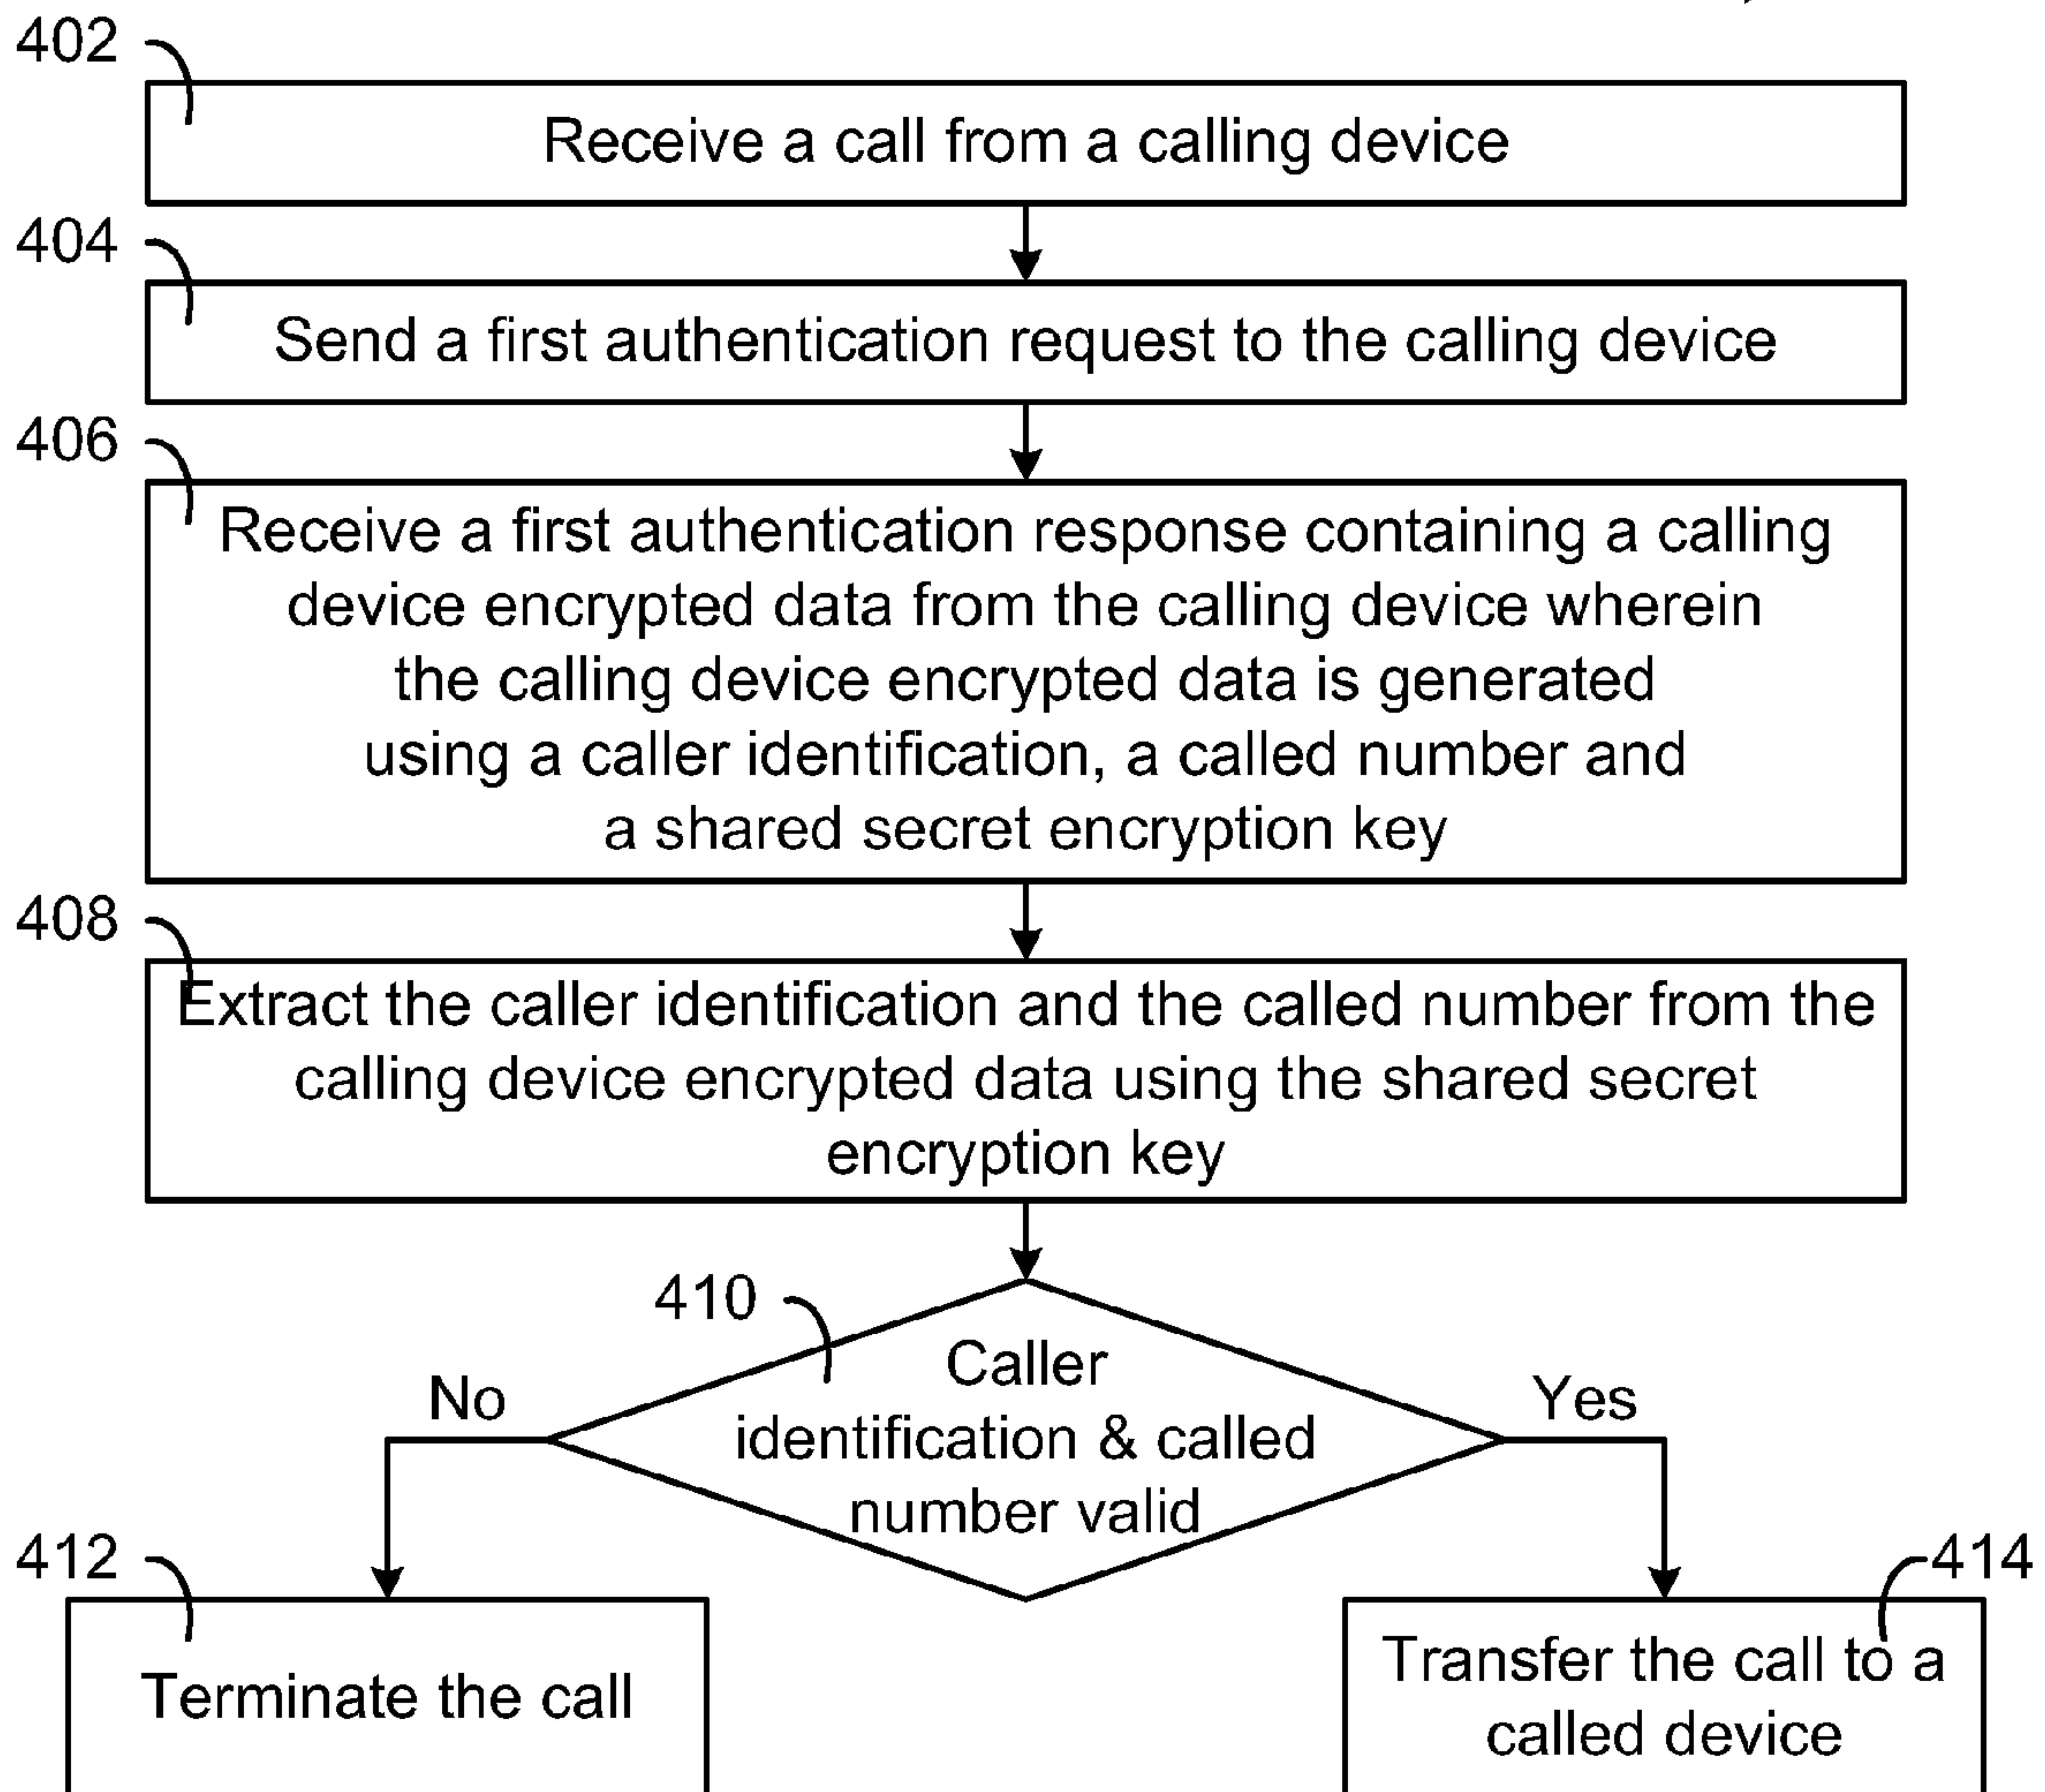 402
Receive a call from a calling device
404
Send a first authentication request to the calling device
406
Receive a first authentication response containing a calling
device encrypted data from the calling device wherein
the calling device encrypted data is generated
using a caller identification, a called number and
a shared secret encryption key
408
Extract the caller identification and the called number from the
calling device encrypted data using the shared secret
encryption key
410
Caller
identification & called
number valid
No
Yes
412
Terminate the call
414
Transfer the call to a
called device